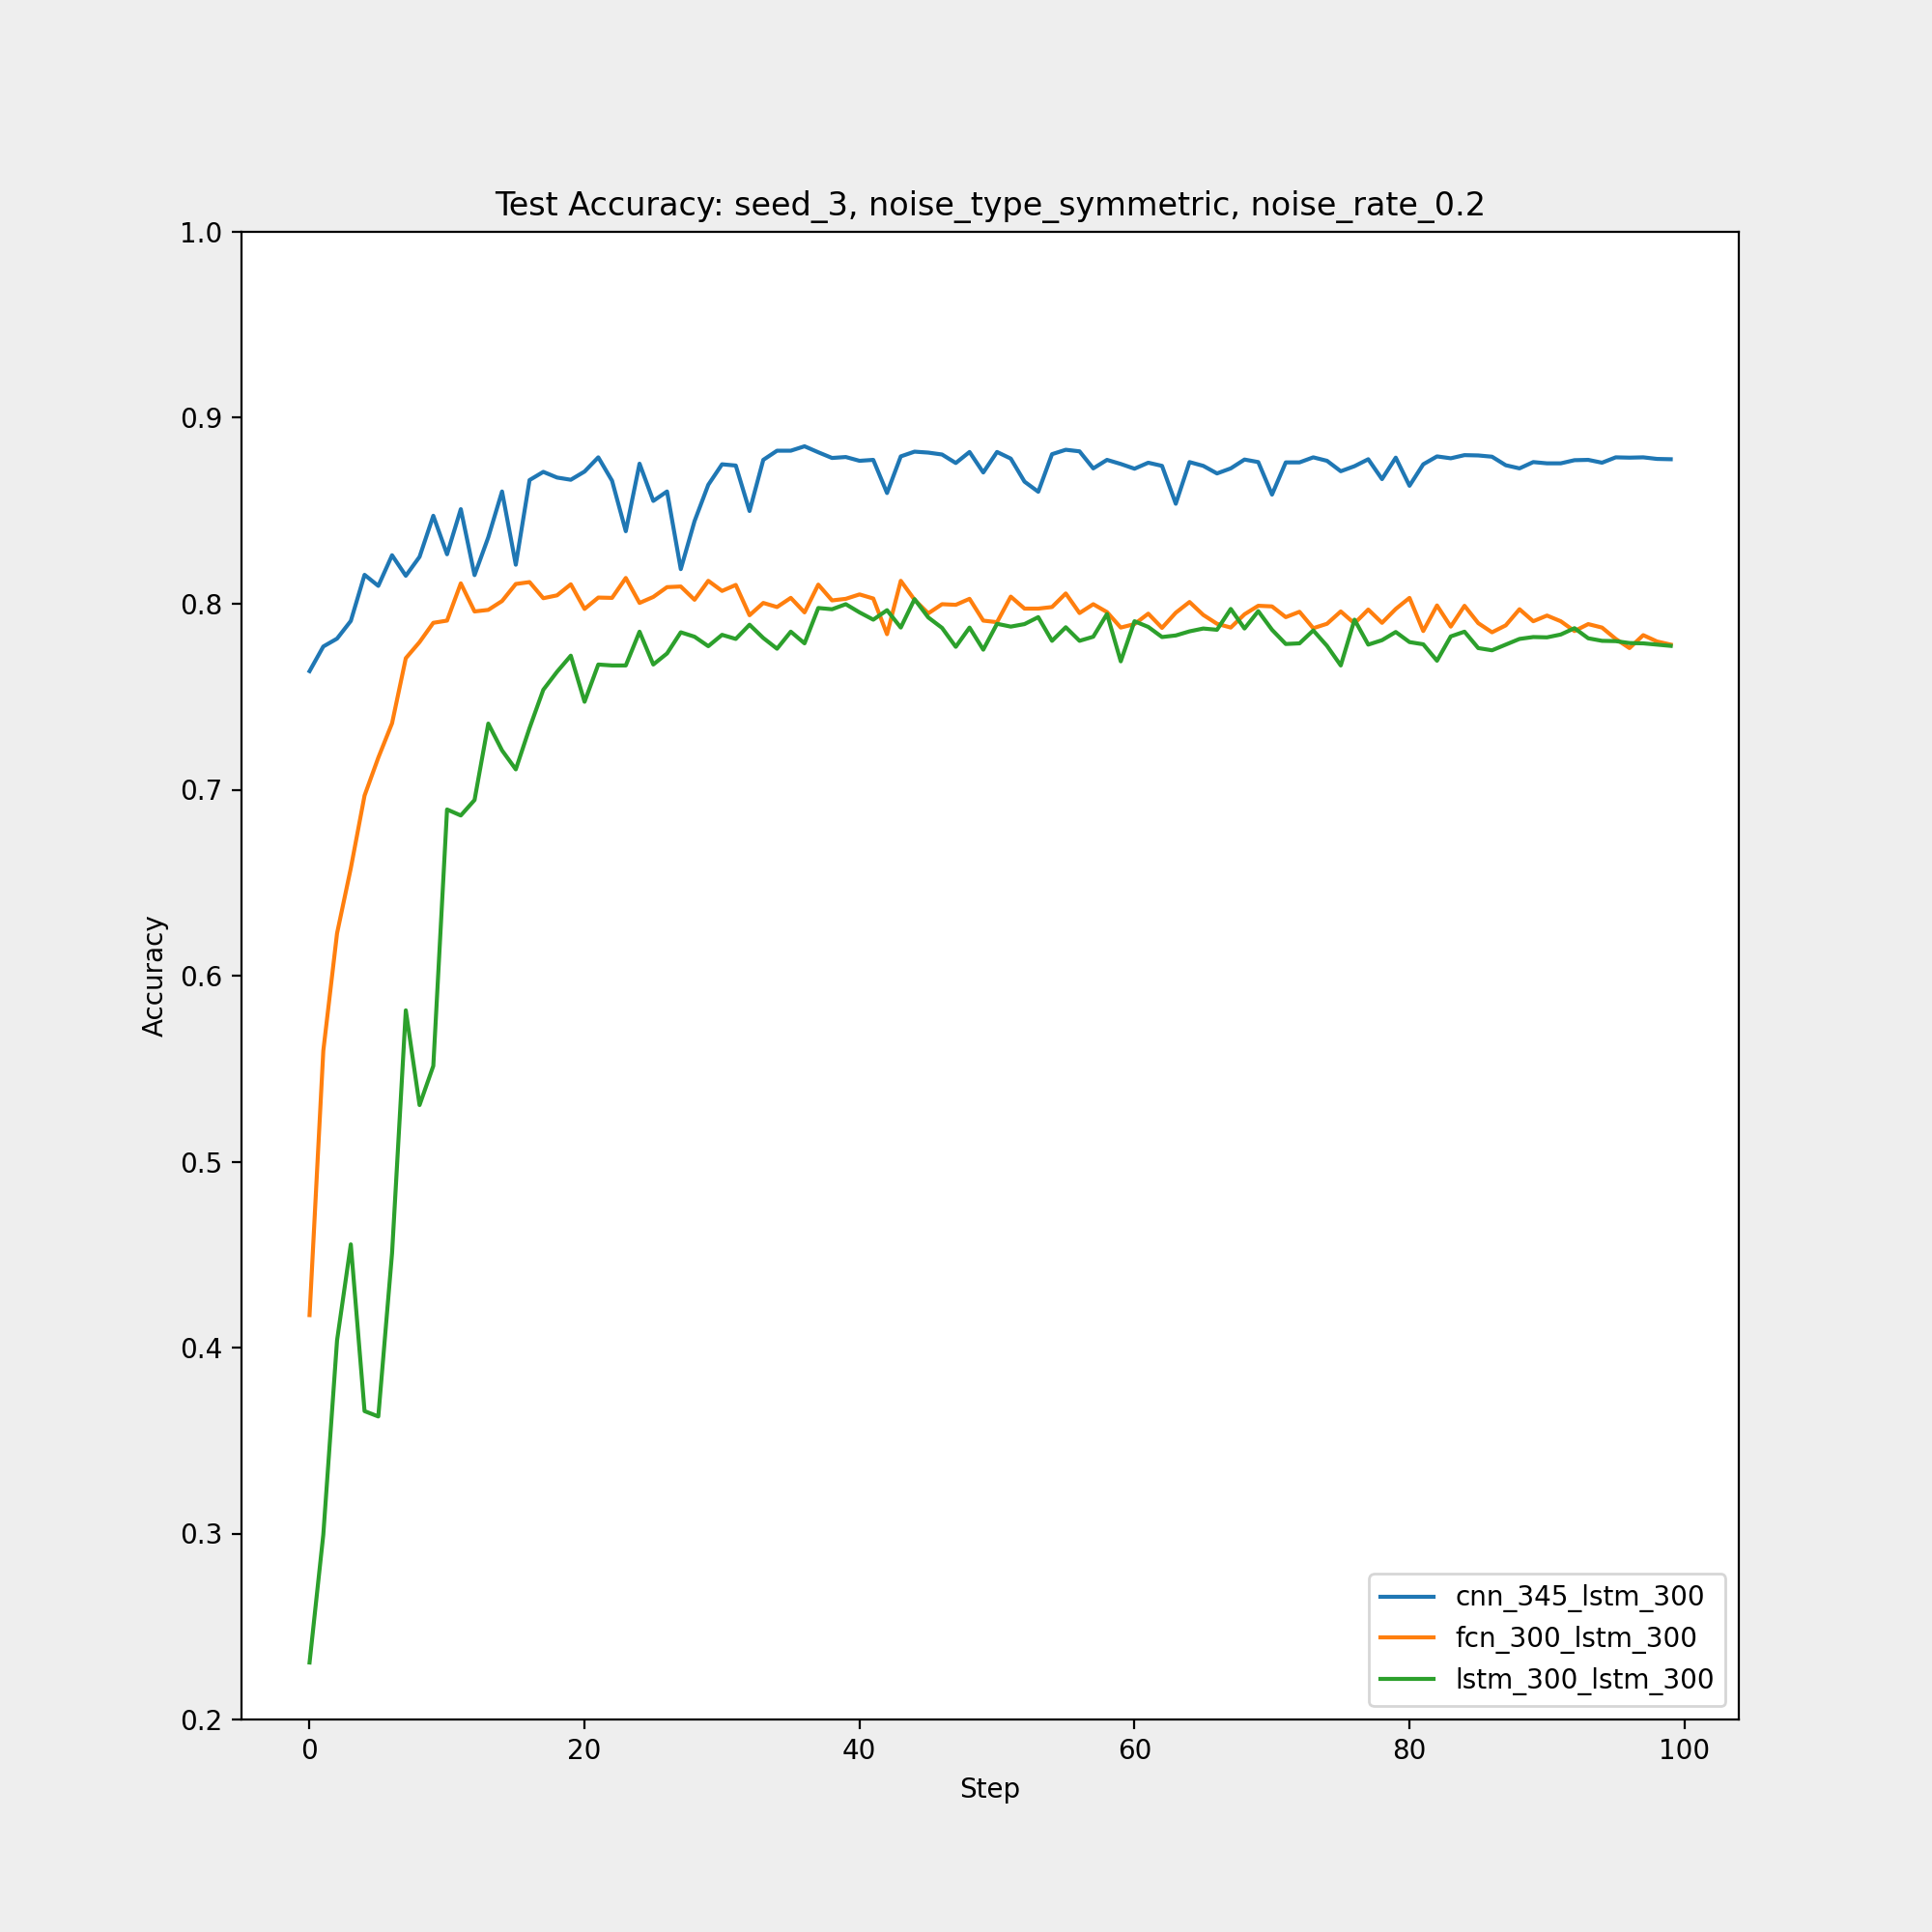 Test Accuracy: seed_3, noise_type_symmetric, noise_rate_0.2
1.0
0.9
0.8
0.7
0.6
0.5
0.4
0.3
0.2
Accuracy
0 20 40 60 80 100
Step
cnn_345_lstm_300
fcn_300_lstm_300
lstm_300_lstm_300